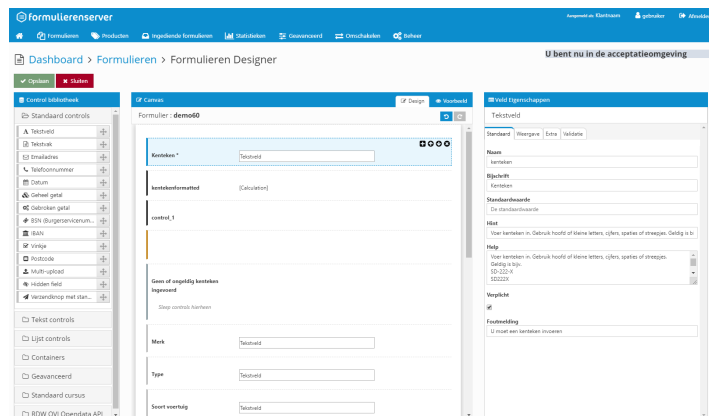 formulierenserver
Aangemeld als: Klantnaam gebruiker Afmelden
Formulieren Producten Ingediende formulieren Statistieken Geavanceerd Omschakelen Beheer
Dashboard > Formulieren > Formulieren Designer
U bent nu in de acceptatieomgeving
Opslaan Sluiten
Control bibliotheek
Standaard controls
Tekstveld
Tekstvak
Emailadres
Telefoonnummer
Datum
Geheel getal
Gebroken getal
BSN (Burgerservicenum...
IBAN
Vinkje
Postcode
Multi-upload
Hidden field
Verzendknop met stan...
Tekst controls
Lijst controls
Containers
Geavanceerd
Standaard cursus
RDW OVI Opendata API
Canvas
Design Voorbeeld
Formulier : demo60
Kenteken * Tekstveld
kentekenformatted [Calculation]
control_1
Geen of ongeldig kenteken
ingevoerd
Sleep controls hierheen
Merk Tekstveld
Type Tekstveld
Soort voertuig Tekstveld
Veld Eigenschappen
Tekstveld
Standaard Weergave Extra Validatie
Naam
kenteken
Bijschrift
Kenteken
Standaardwaarde
De standaardwaarde
Hint
Voer kenteken in. Gebruik hoofd of kleine letters, cijfers, spaties of streepjes. Geldig is bi
Help
Voer kenteken in. Gebruik hoofd of kleine letters, cijfers, spaties of streepjes.
Geldig is bijv.
SD-222-X
SD222X
Verplicht
Foutmelding
U moet een kenteken invoeren